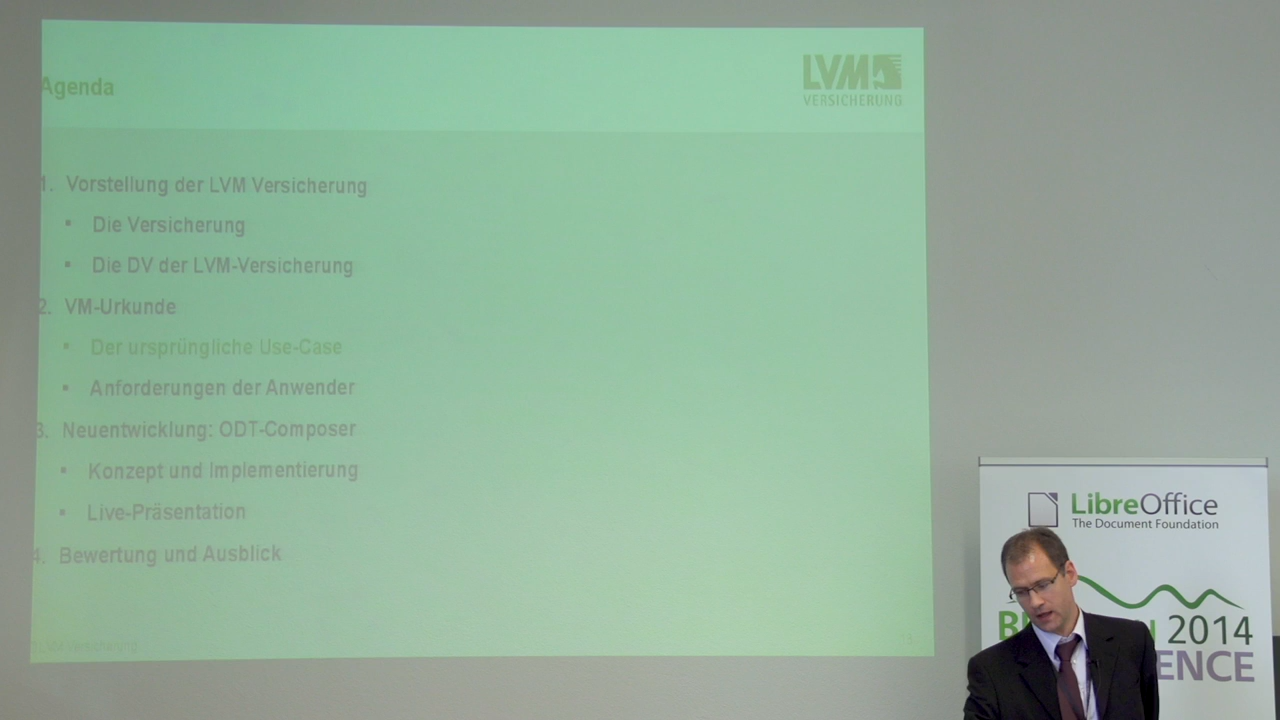 Agenda
LVM
VERSICHERUNG
1. Vorstellung der LVM Versicherung
▪ Die Versicherung
▪ Die DV der LVM-Versicherung
2. VM-Urkunde
▪ Der ursprüngliche Use-Case
▪ Anforderungen der Anwender
3. Neuentwicklung: ODT-Composer
▪ Konzept und Implementierung
▪ Live-Präsentation
4. Bewertung und Ausblick
LVM Versicherung
LibreOffice
The Document Foundation
2014
ENCE